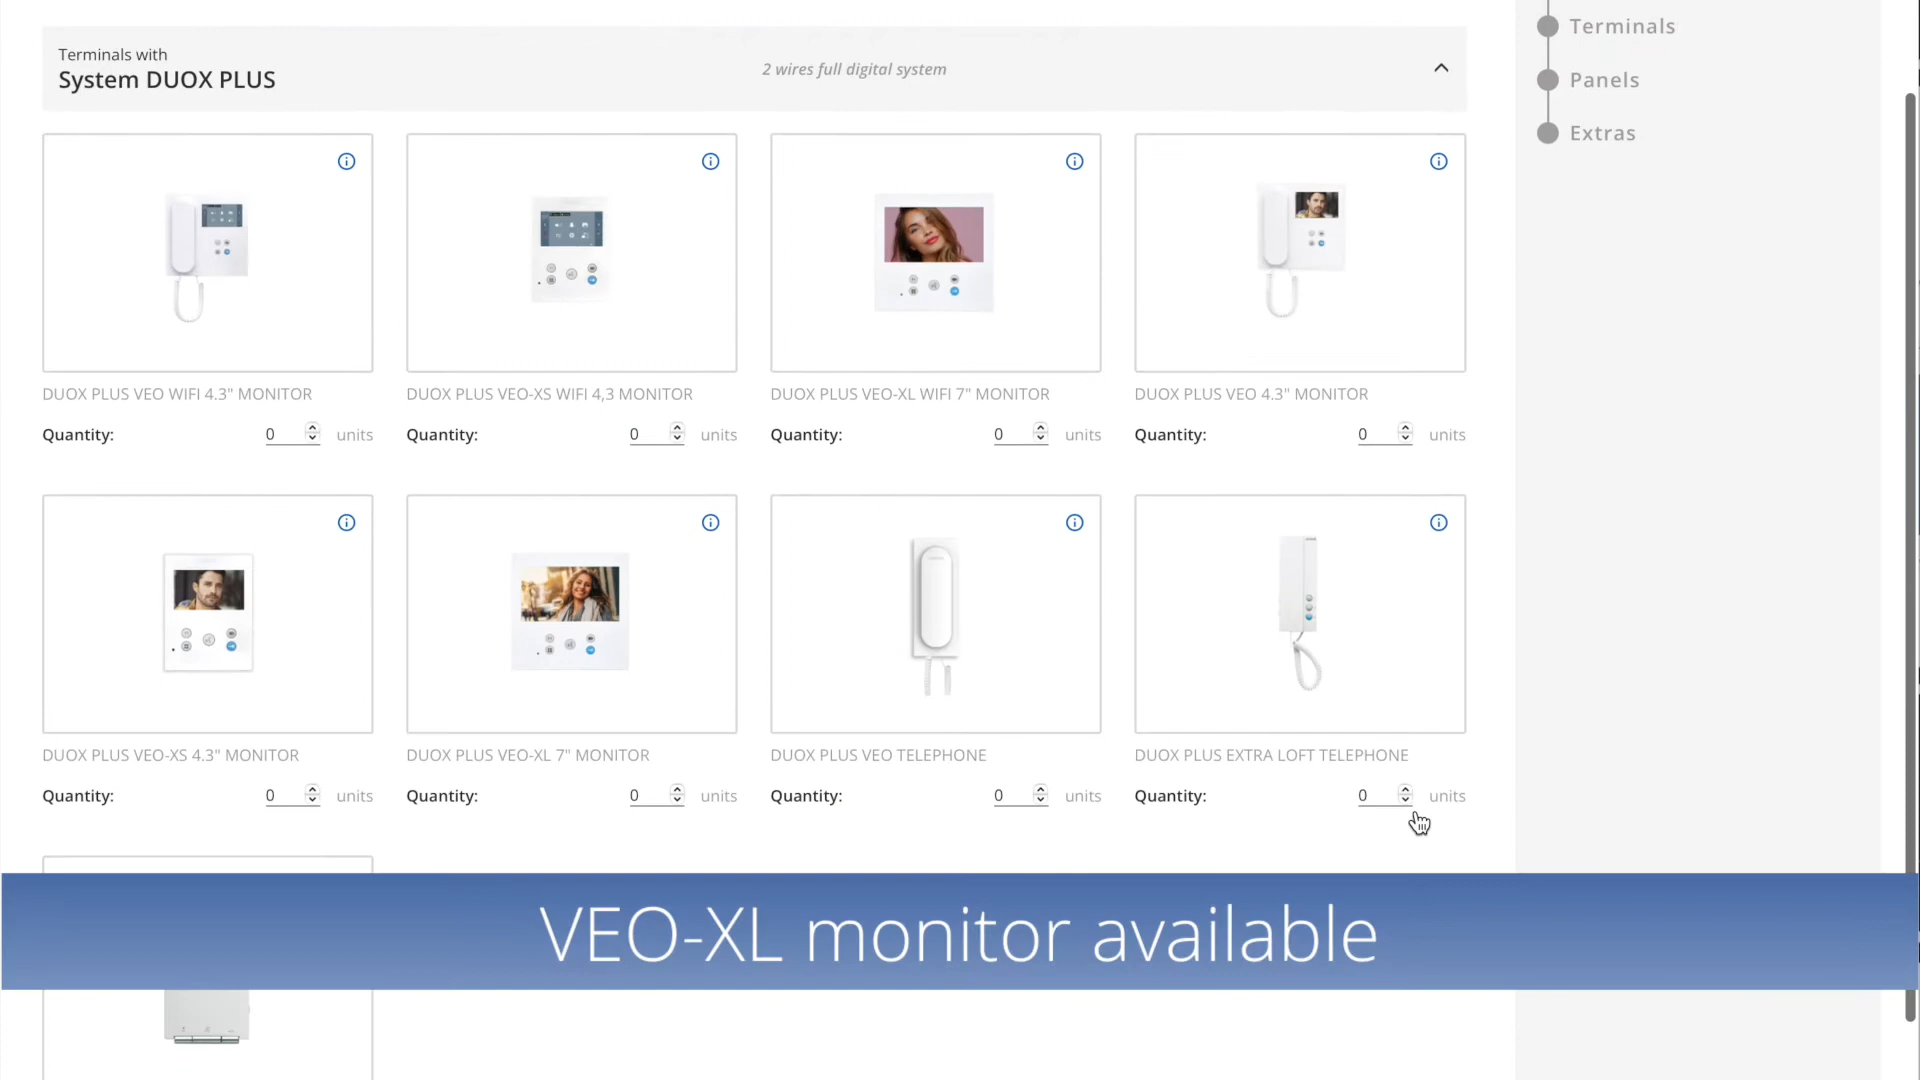 Terminals with
System DUOX PLUS
2 wires full digital system
Terminals
Panels
Extras
DUOX PLUS VEO WIFI 4.3" MONITOR
DUOX PLUS VEO-XS WIFI 4,3 MONITOR
DUOX PLUS VEO-XL WIFI 7" MONITOR
DUOX PLUS VEO 4.3" MONITOR
Quantity: 0 units
Quantity: 0 units
Quantity: 0 units
Quantity: 0 units
DUOX PLUS VEO-XS 4.3" MONITOR
DUOX PLUS VEO-XL 7" MONITOR
DUOX PLUS VEO TELEPHONE
DUOX PLUS EXTRA LOFT TELEPHONE
Quantity: 0 units
Quantity: 0 units
Quantity: 0 units
Quantity: 0 units
VEO-XL monitor available